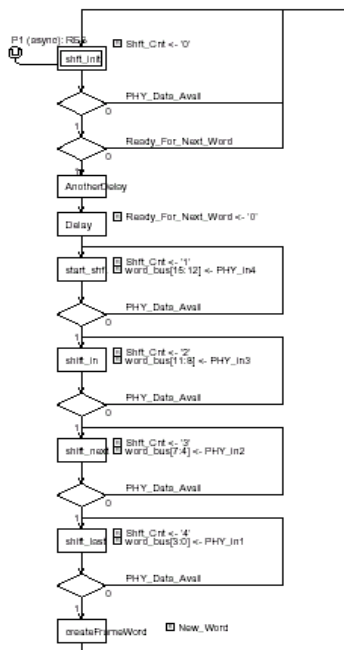 Shft_Cnt <- '0'
P1 (async): RES
shft_init
PHY_Data_Avail
0
1
Ready_For_Next_Word
0
1
AnotherDelay
Delay
Ready_For_Next_Word <- '0'
Shft_Cnt <- '1'
start_shf
word_bus[15:12] <- PHY_In4
PHY_Data_Avail
0
1
Shft_Cnt <- '2'
shift_in
word_bus[11:8] <- PHY_In3
PHY_Data_Avail
0
1
Shft_Cnt <- '3'
shift_next
word_bus[7:4] <- PHY_In2
PHY_Data_Avail
0
1
Shft_Cnt <- '4'
shift_last
word_bus[3:0] <- PHY_In1
PHY_Data_Avail
0
1
createFrameWord
New_Word